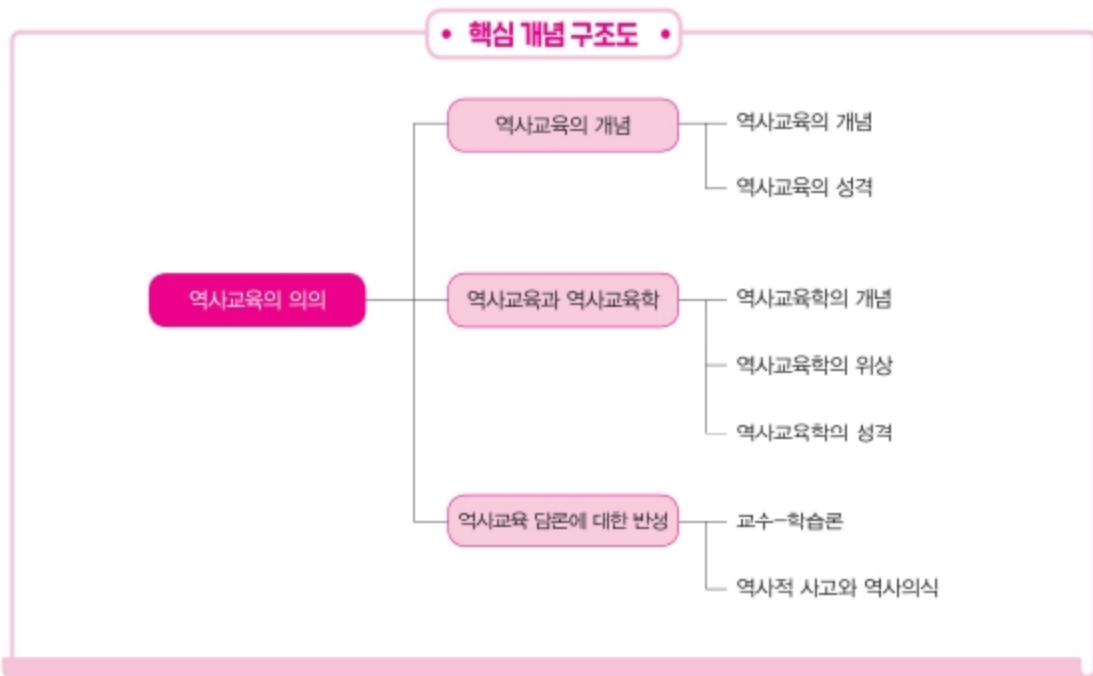 • 핵심 개념 구조도 •
역사교육의 의의
역사교육의 개념
역사교육의 개념
역사교육의 성격
역사교육과 역사교육학
역사교육학의 개념
역사교육학의 위상
역사교육학의 성격
역사교육 담론에 대한 반성
교수-학습론
역사적 사고와 역사의식